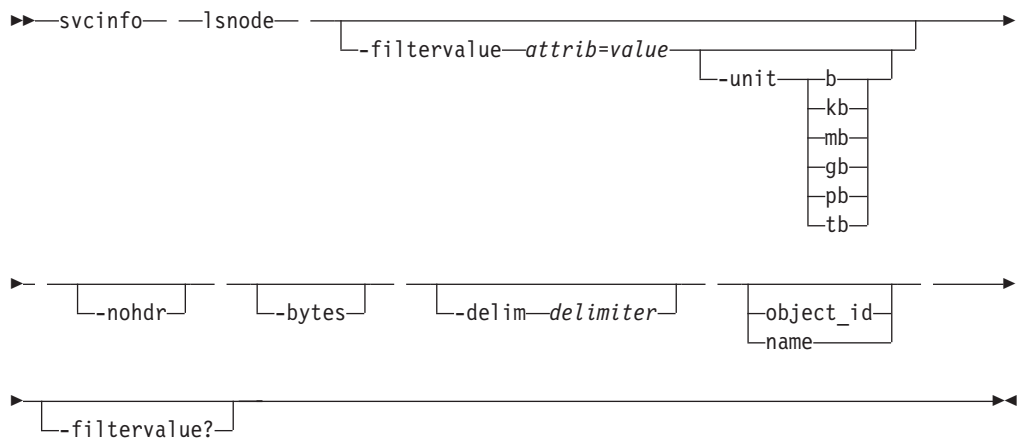 svcinfo lsnode
-filtervalue attrib=value
-unit b
kb
mb
gb
pb
tb
-nohdr -bytes -delim delimiter object_id
name
-filtervalue?